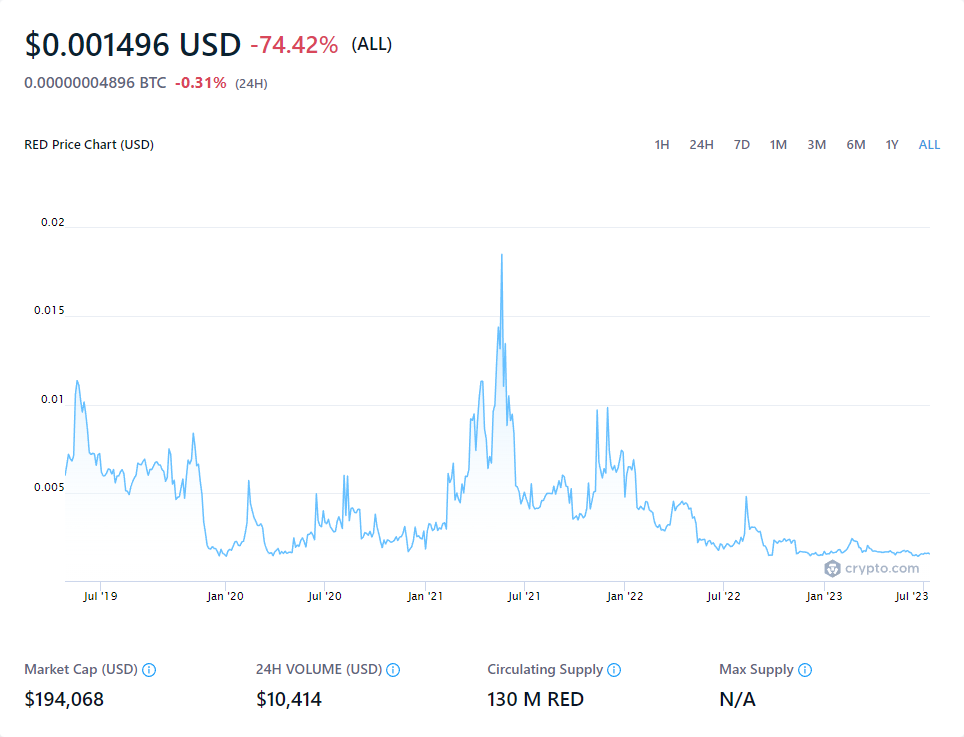 $0.001496 USD -74.42% (ALL)
0.00000004896 BTC -0.31% (24H)
RED Price Chart (USD) 1H 24H 7D 1M 3M 6M 1Y ALL
0.02
0.015
0.01
0.005
crypto.com
Jul '19 Jan '20 Jul '20 Jan '21 Jul '21 Jan '22 Jul '22 Jan '23 Jul '23
Market Cap (USD) 24H VOLUME (USD) Circulating Supply Max Supply
$194,068 $10,414 130 M RED N/A